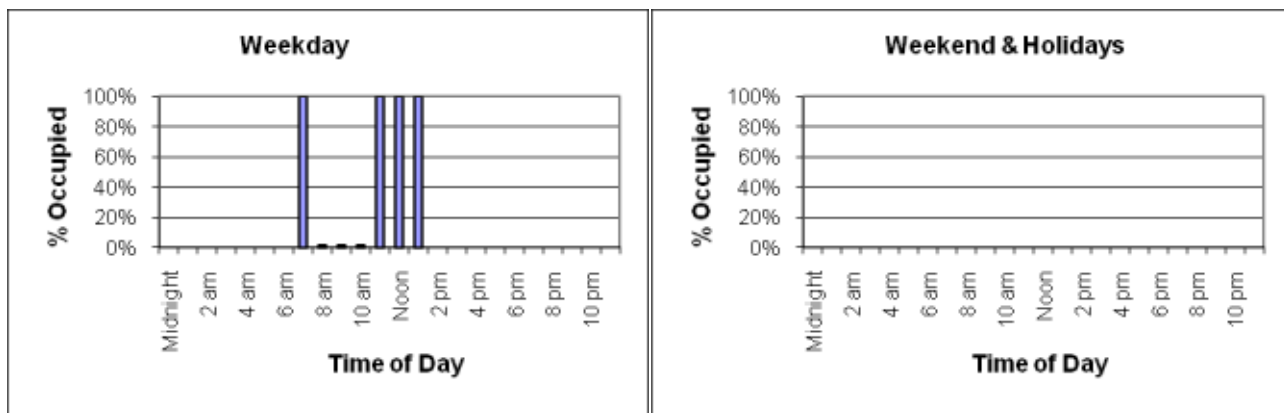 Weekday
% Occupied
100%
80%
60%
40%
20%
0%
Midnight
2 am
4 am
6 am
8 am
10 am
Noon
2 pm
4 pm
6 pm
8 pm
10 pm
Time of Day
Weekend & Holidays
% Occupied
100%
80%
60%
40%
20%
0%
Midnight
2 am
4 am
6 am
8 am
10 am
Noon
2 pm
4 pm
6 pm
8 pm
10 pm
Time of Day